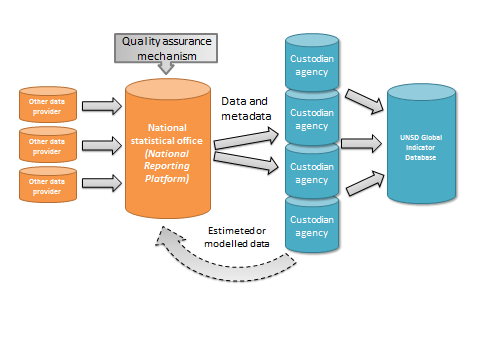 Quality assurance
mechanism
Other data
provider
Other data
provider
Other data
provider
National
statistical office
(National
Reporting
Platform)
Data and
metadata
Custodian
agency
Custodian
agency
Custodian
agency
Custodian
agency
UNSD Global
Indicator
Database
Estimeted or
modelled data